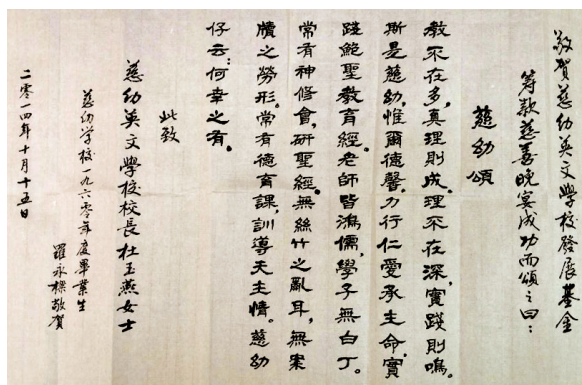 敬賀慈幼英文學校發展基金
籌款慈善晚宴成功而頌之曰：
慈幼頌
教不在多，真理則成。理不在深，實踐則鳴。
斯是慈幼，惟爾德馨。力行仁愛承生命，實
踐鮑聖教育經。老師皆鴻儒，學子無白丁。
常有神修會，研聖經。無絲竹之亂耳，無案
牘之勞形。常有德育課，訓導天主情。慈幼
仔云：何幸之有。
此致
慈幼英文學校校長杜玉燕女士
慈幼学校一九六零年度畢業生
羅永樑敬賀
二零一四年十月十五日